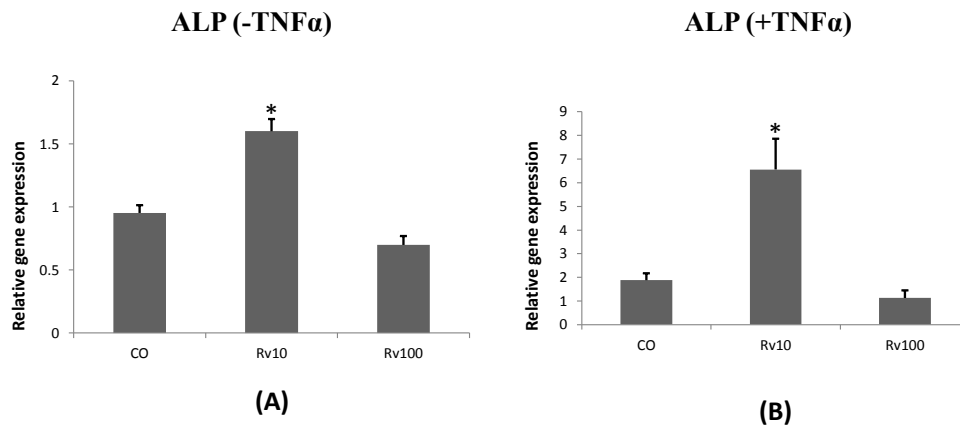 ALP (-TNFα)
ALP (+TNFα)
Relative gene expression
2
1.5
1
0.5
0
*
CO
Rv10
Rv100
(A)
Relative gene expression
9
8
7
6
5
4
3
2
1
0
*
CO
Rv10
Rv100
(B)